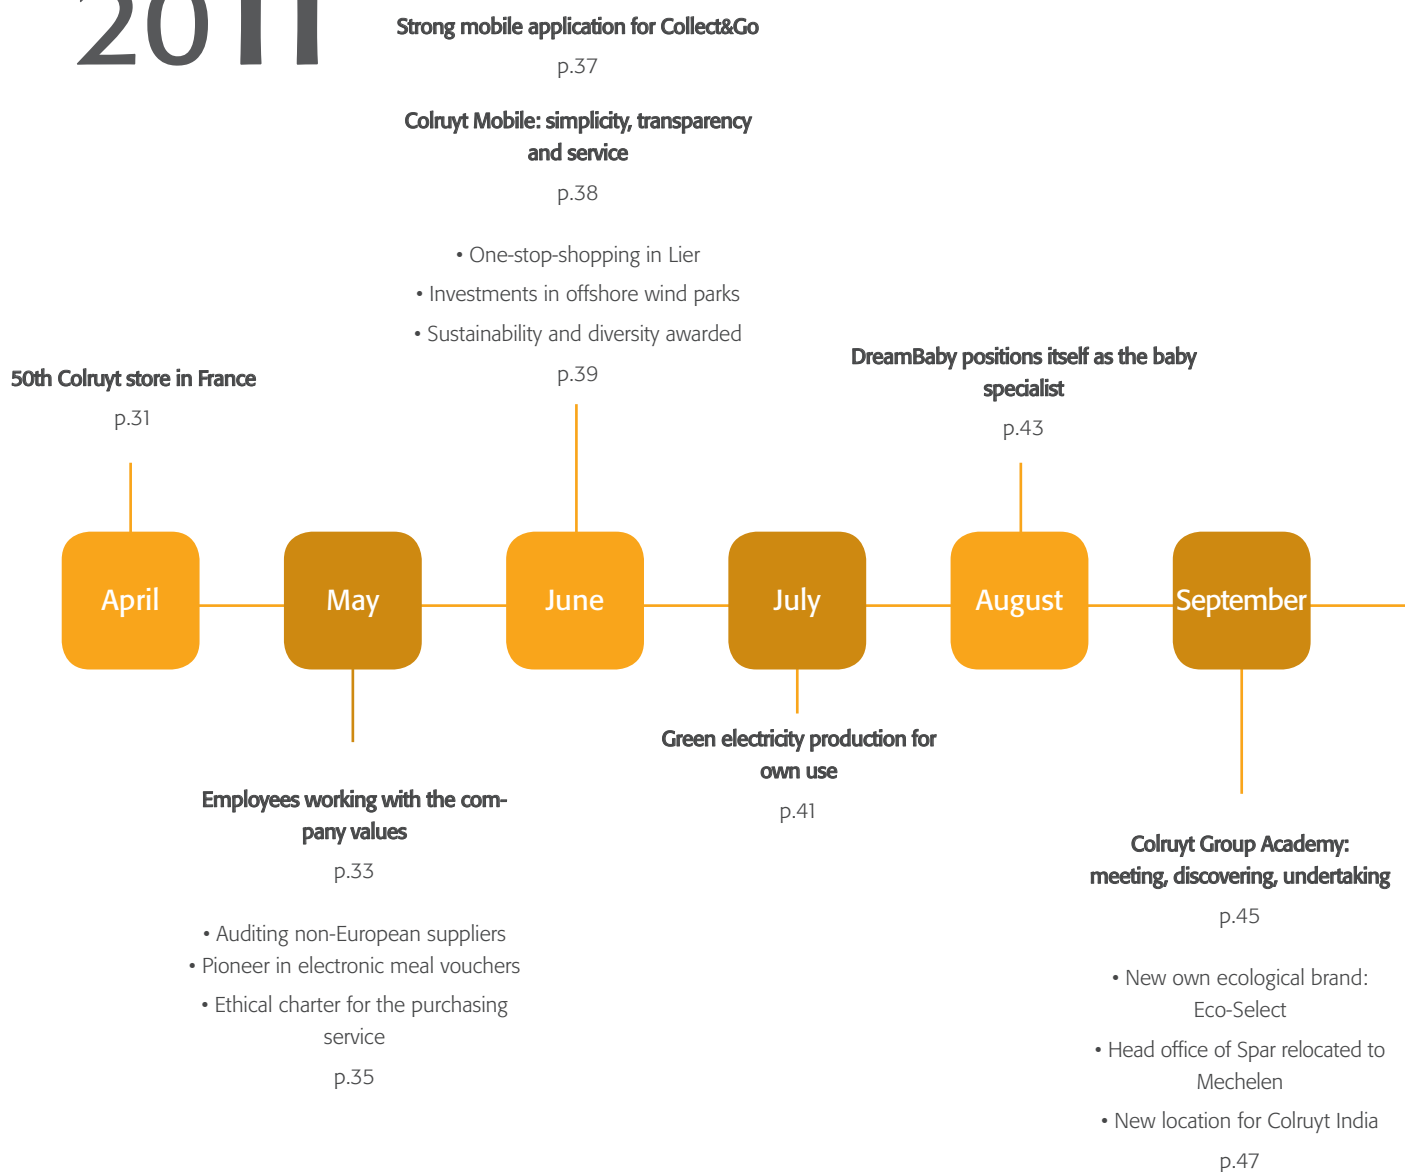 2011
Strong mobile application for Collect&Go
p.37
Colruyt Mobile: simplicity, transparency
and service
p.38
• One-stop-shopping in Lier
• Investments in offshore wind parks
• Sustainability and diversity awarded
p.39
50th Colruyt store in France
p.31
DreamBaby positions itself as the baby
specialist
p.43
April
May
June
July
August
September
Employees working with the com-
pany values
p.33
• Auditing non-European suppliers
• Pioneer in electronic meal vouchers
• Ethical charter for the purchasing
service
p.35
Green electricity production for
own use
p.41
Colruyt Group Academy:
meeting, discovering, undertaking
p.45
• New own ecological brand:
Eco-Select
• Head office of Spar relocated to
Mechelen
• New location for Colruyt India
p.47